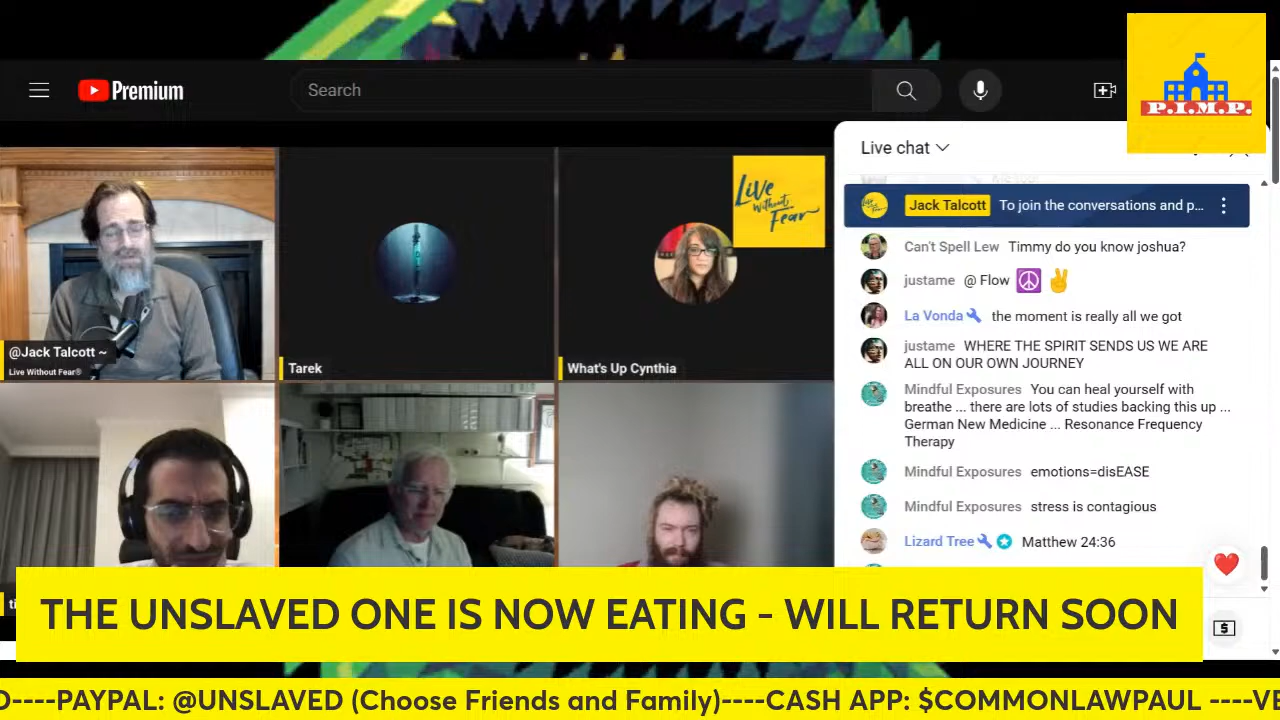 Premium
Search
P.I.M.P.
Live chat
Live
Without
Fear
Jack Talcott To join the conversations and p...
Can't Spell Lew Timmy do you know joshua?
justame @ Flow
La Vonda the moment is really all we got
justame WHERE THE SPIRIT SENDS US WE ARE
ALL ON OUR OWN JOURNEY
Mindful Exposures You can heal yourself with
breathe ... there are lots of studies backing this up ...
German New Medicine ... Resonance Frequency
Therapy
Mindful Exposures emotions=disEASE
Mindful Exposures stress is contagious
Lizard Tree Matthew 24:36
@Jack Talcott ~
Live Without Fear®
Tarek
What's Up Cynthia
THE UNSLAVED ONE IS NOW EATING - WILL RETURN SOON
D----PAYPAL: @UNSLAVED (Choose Friends and Family)----CASH APP: $COMMONLAWPAUL ----VE